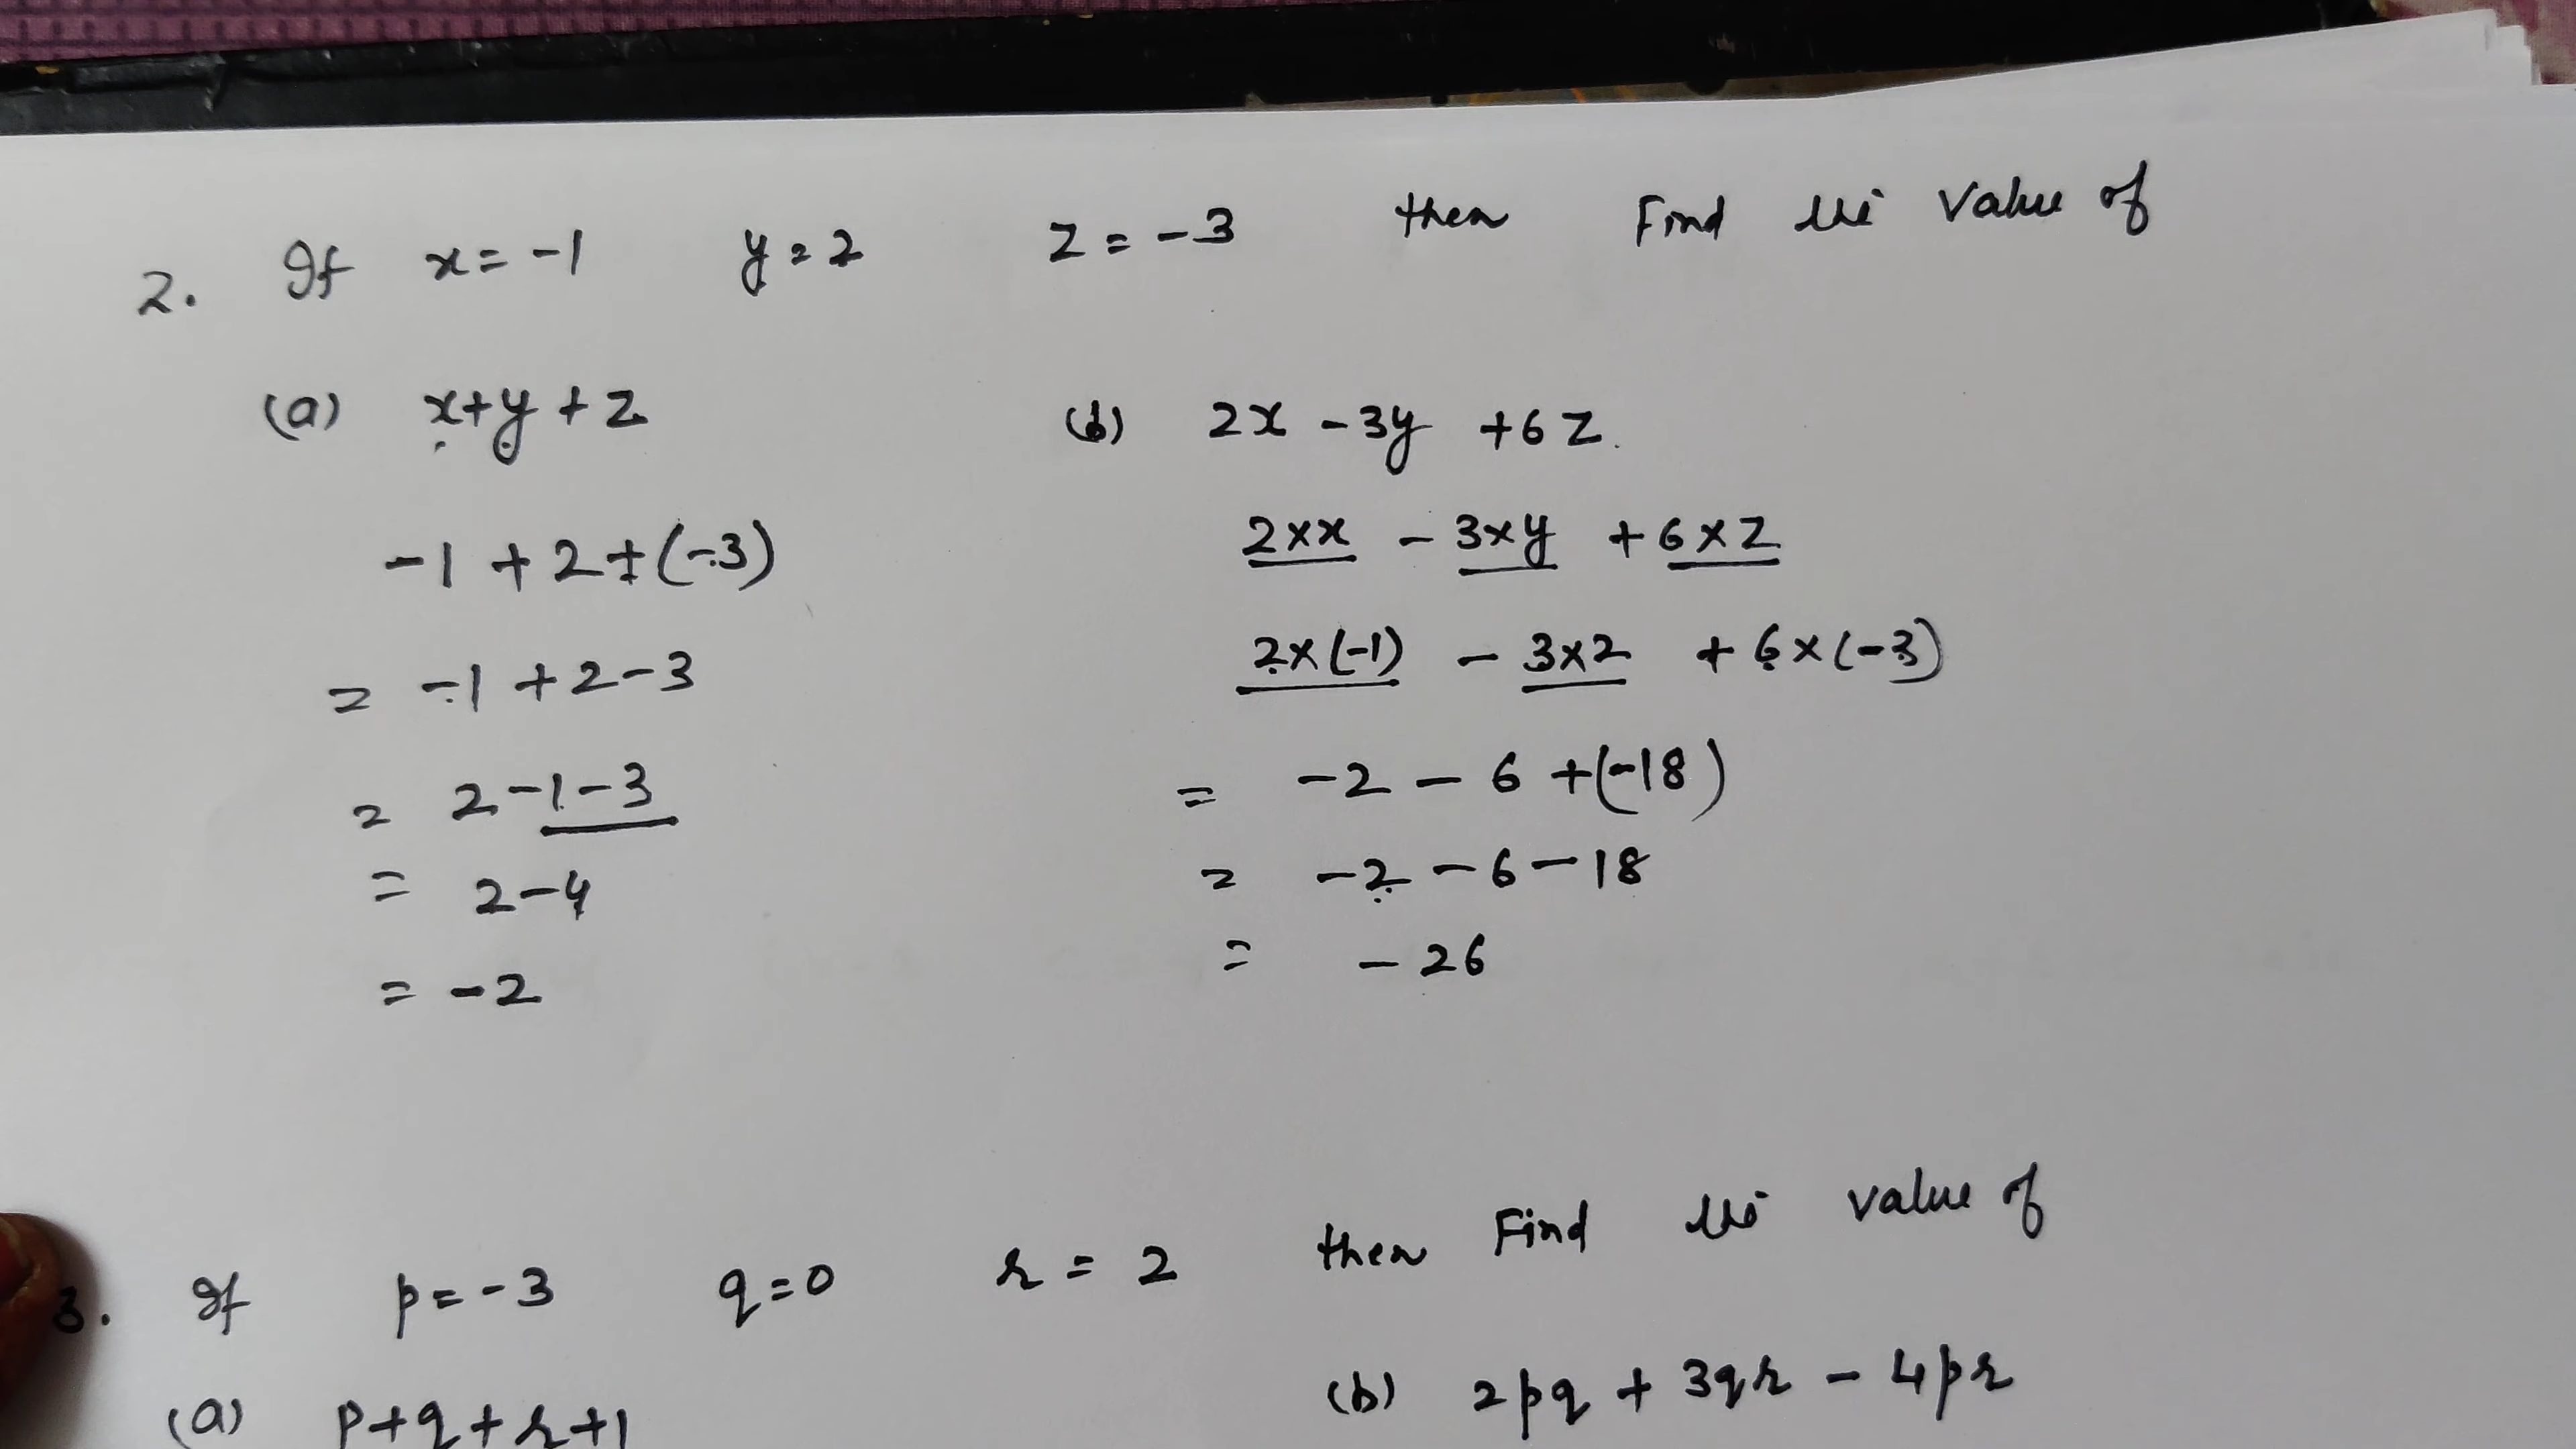 2. If x = -1 y = 2 z = -3 then Find the value of
(a) x+y+z
-1 + 2 + (-3)
= -1 + 2 - 3
= 2 - 1 - 3
= 2 - 4
= -2
(b) 2x - 3y + 6z.
2×x - 3×y + 6×z
2×(-1) - 3×2 + 6×(-3)
= -2 - 6 + (-18)
= -2 - 6 - 18
= -26
3. If p = -3 q = 0 r = 2 then Find the value of
(a) p+q+r+1
(b) 2pq + 3qr - 4pr